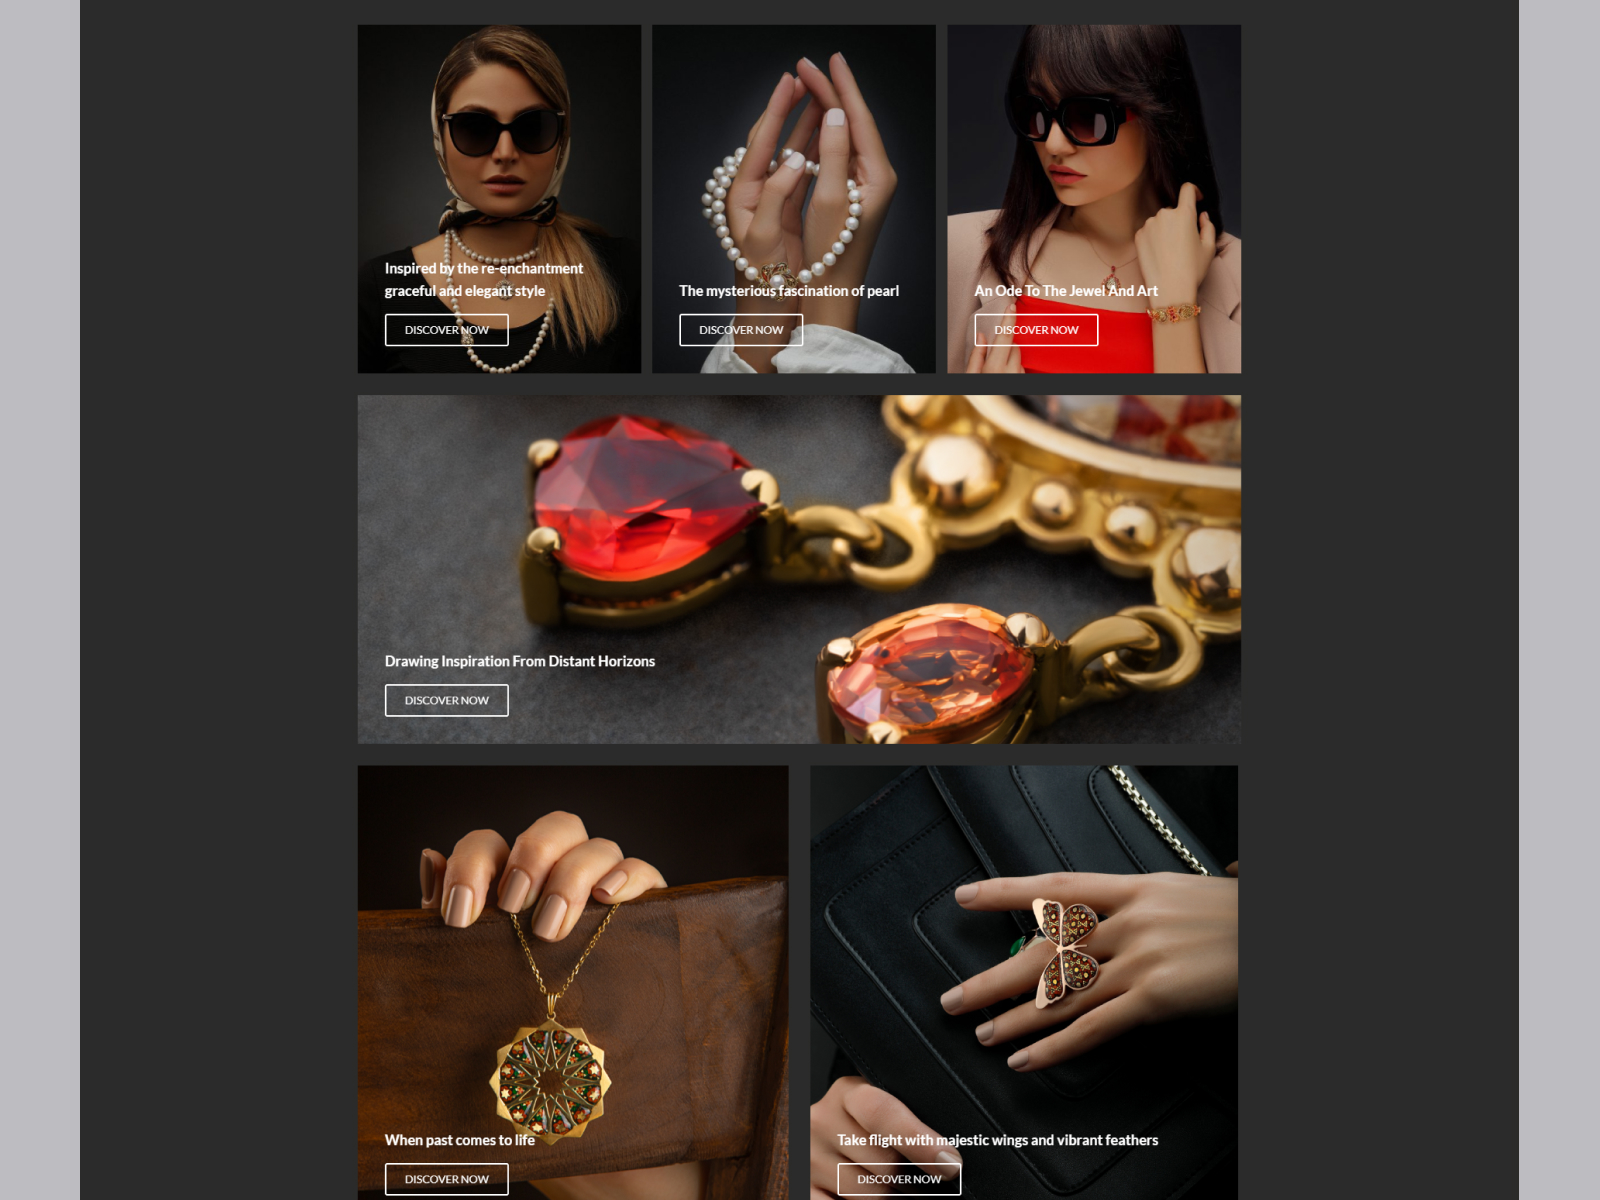 Inspired by the re-enchantment
graceful and elegant style
DISCOVER NOW
The mysterious fascination of pearl
DISCOVER NOW
An Ode To The Jewel And Art
DISCOVER NOW
Drawing Inspiration From Distant Horizons
DISCOVER NOW
When past comes to life
DISCOVER NOW
Take flight with majestic wings and vibrant feathers
DISCOVER NOW